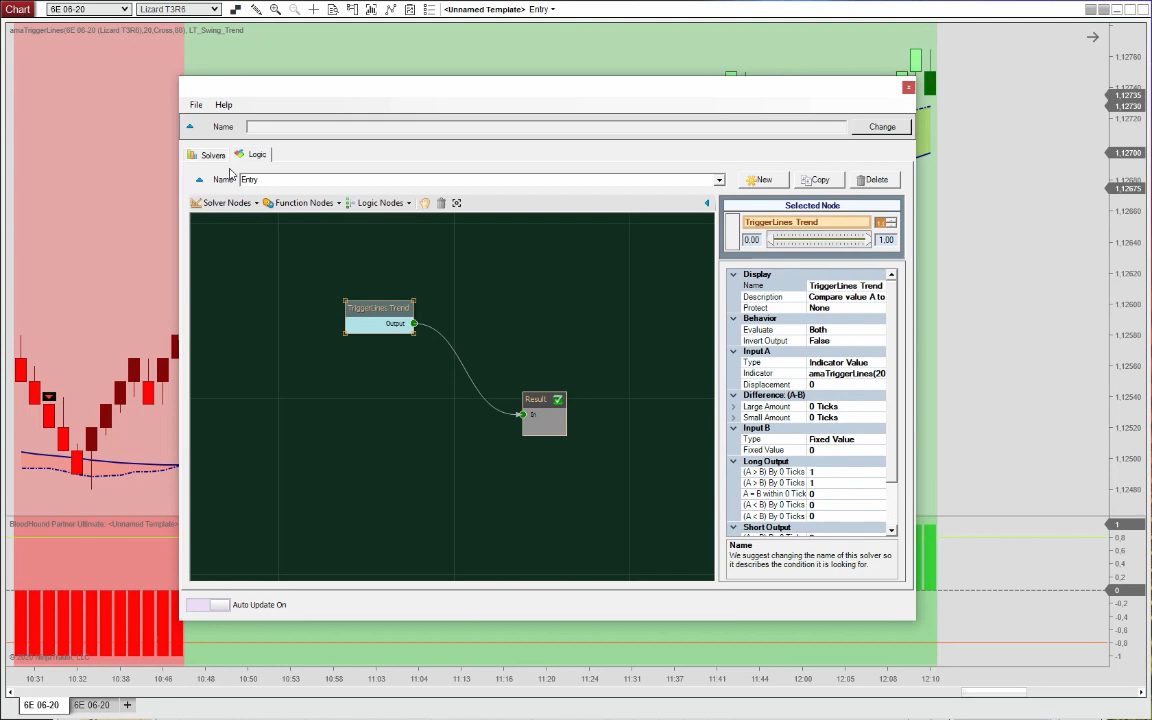 Chart 6E 06-20 Lizard T3R6 <Unnamed Template> Entry
amaTriggerLines(6E 06-20 (Lizard T3R6),20,Cross,80), LT_Swing_Trend
File Help
Name Change
Solvers Logic
Name Entry New Copy Delete
Solver Nodes Function Nodes Logic Nodes
Selected Node
TriggerLines Trend
0,00 1,00
TriggerLines Trend
Output
Result
In
Display
Name TriggerLines Trend
Description Compare value A to
Protect None
Behavior
Evaluate Both
Invert Output False
Input A
Type Indicator Value
Indicator amaTriggerLines(20
Displacement 0
Difference: (A-B)
Large Amount 0 Ticks
Small Amount 0 Ticks
Input B
Type Fixed Value
Fixed Value 0
Long Output
(A > B) By 0 Ticks 1
(A > B) By 0 Ticks 1
A = B within 0 Tick 0
(A < B) By 0 Ticks 0
(A < B) By 0 Ticks 0
Short Output
Name
We suggest changing the name of this solver so
it describes the condition it is looking for.
Auto Update On
BloodHound Partner Ultimate: <Unnamed Template>
© 2020 NinjaTrader, LLC
1,12760
1,12735
1,12730
1,12720
1,12700
1,12680
1,12675
1,12660
1,12640
1,12620
1,12600
1,12580
1,12560
1,12540
1,12520
1,12500
1,12480
1
0,8
0,6
0,4
0,2
0
-0,2
-0,4
-0,6
-0,8
-1
10:31 10:32 10:38 10:46 10:48 10:50 10:53 11:03 11:04 11:14 11:20 11:24 11:34 11:41 11:44 12:00 12:05 12:08 12:10
6E 06-20 6E 06-20 +